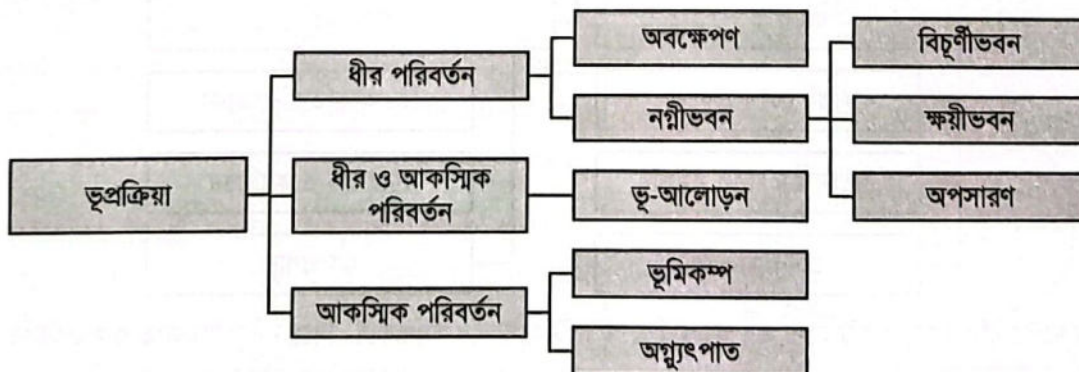 ভূপ্রক্রিয়া
ধীর পরিবর্তন
অবক্ষেপণ
নগ্নীভবন
বিচূর্ণীভবন
ক্ষয়ীভবন
অপসারণ
ধীর ও আকস্মিক
পরিবর্তন
ভূ-আলোড়ন
আকস্মিক পরিবর্তন
ভূমিকম্প
অগ্ন্যুৎপাত